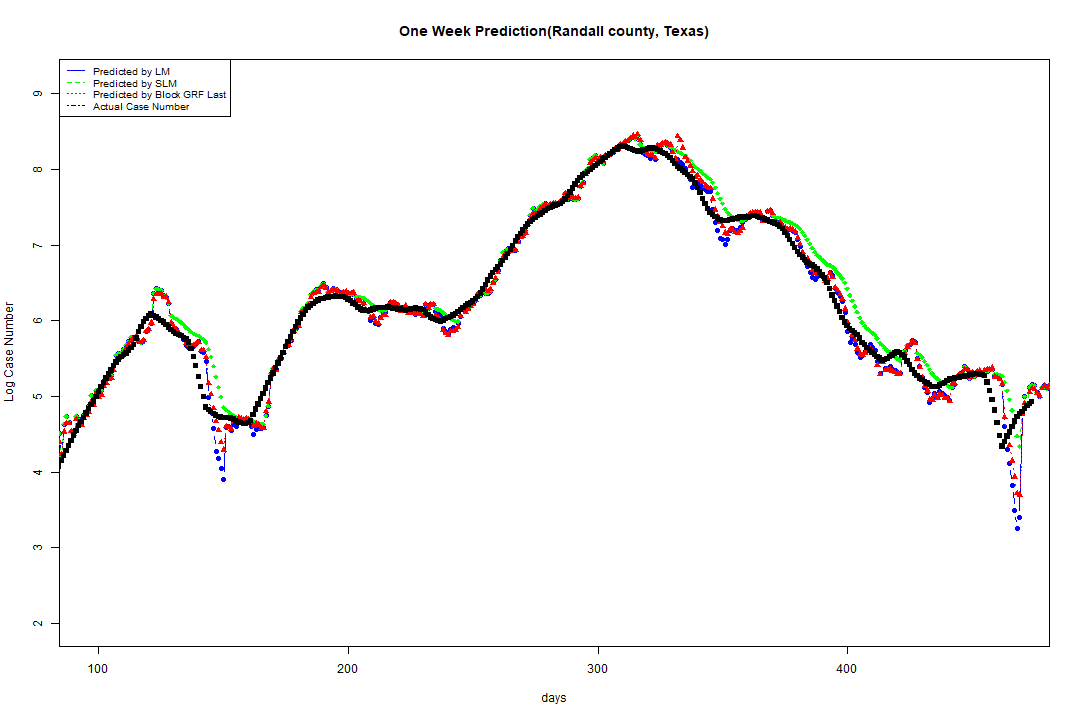 One Week Prediction(Randall county, Texas)
Predicted by LM
Predicted by SLM
Predicted by Block GRF Last
Actual Case Number
Log Case Number
9
8
7
6
5
4
3
2
100 200 300 400
days